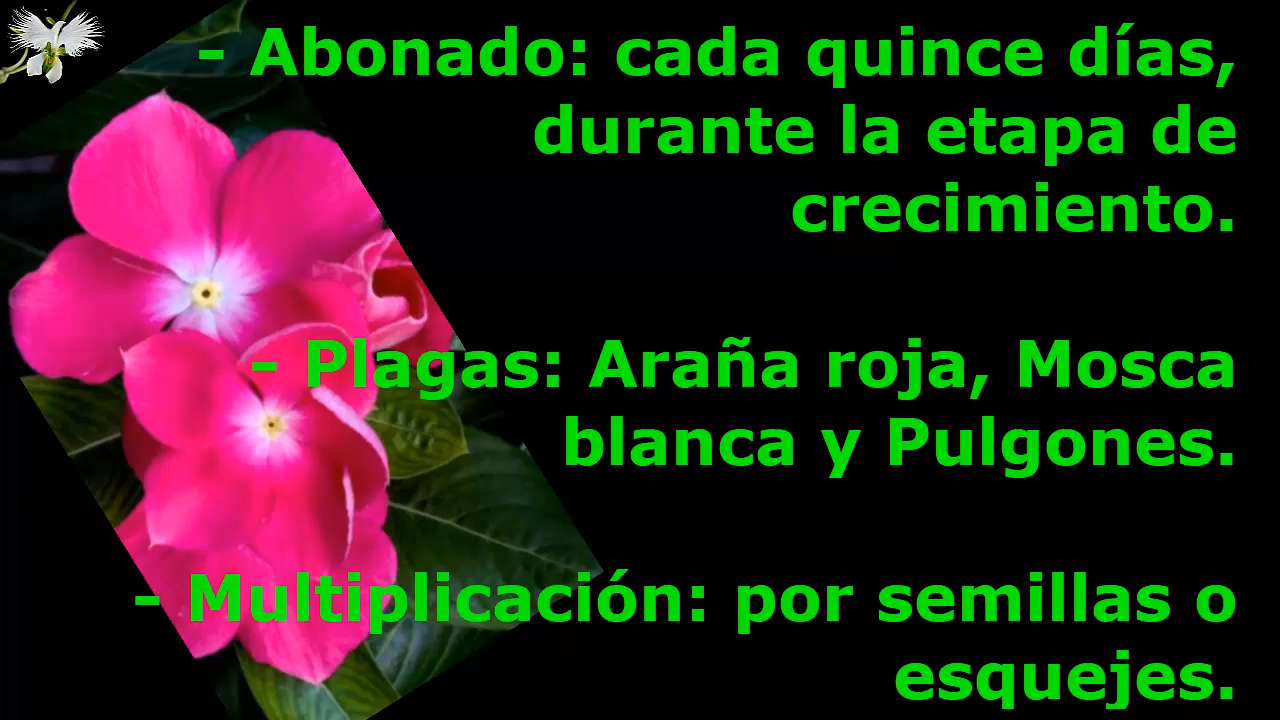 - Abonado: cada quince días,
durante la etapa de
crecimiento.
- Plagas: Araña roja, Mosca
blanca y Pulgones.
- Multiplicación: por semillas o
esquejes.